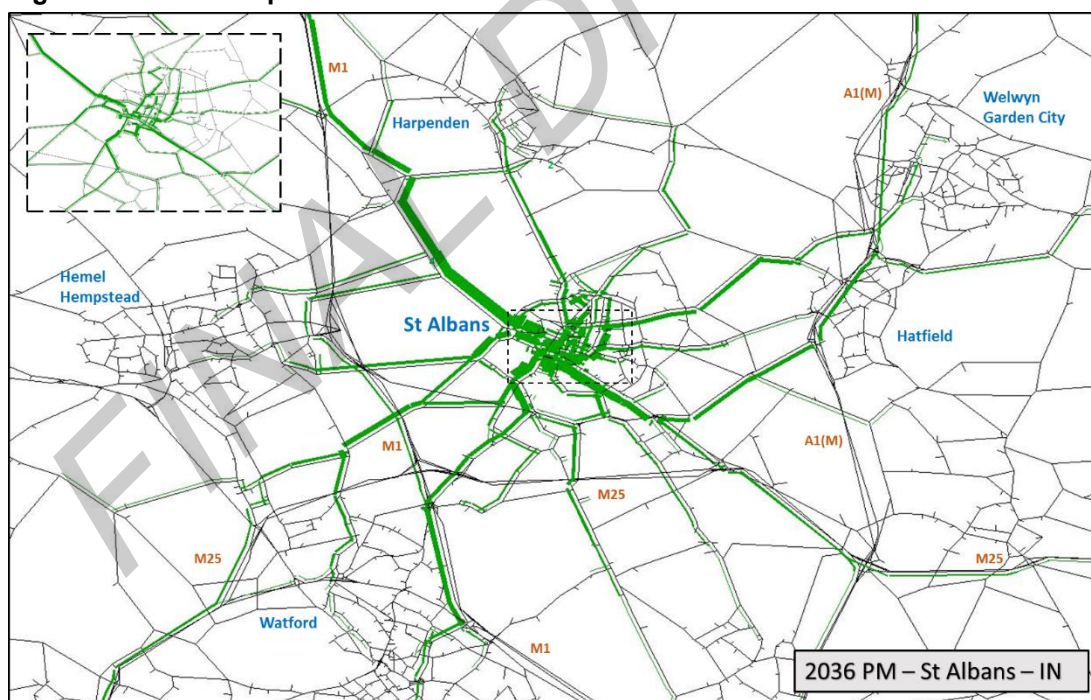 M1
A1(M)
Welwyn
Garden City
Harpenden
2
Hemel
Hempstead
St Albans
Hatfield
A1(M)
M1
M25
M25
M25
Watford
M1
2036 PM – St Albans – IN